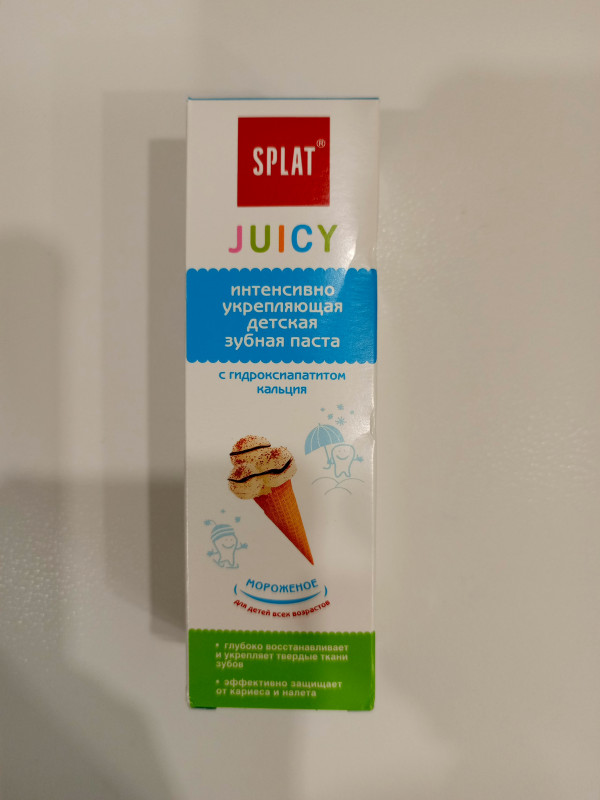 SPLAT®
JUICY
интенсивно
укрепляющая
детская
зубная паста
с гидроксиапатитом
кальция
МОРОЖЕНОЕ
для детей всех возрастов
• глубоко восстанавливает
и укрепляет твердые ткани
зубов
• эффективно защищает
от кариеса и налета